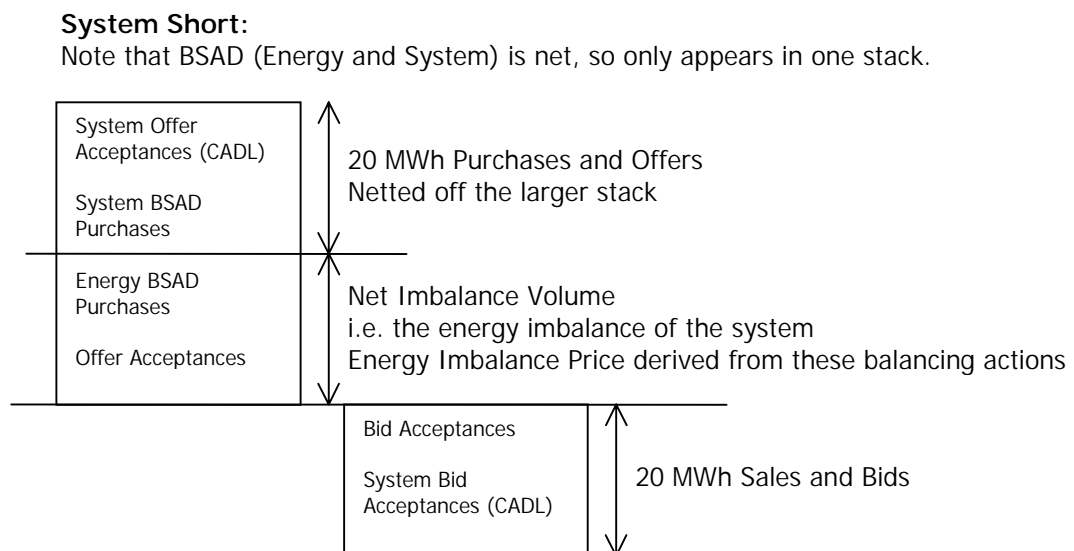 System Short:
Note that BSAD (Energy and System) is net, so only appears in one stack.
System Offer
Acceptances (CADL)
System BSAD
Purchases
20 MWh Purchases and Offers
Netted off the larger stack
Energy BSAD
Purchases
Offer Acceptances
Net Imbalance Volume
i.e. the energy imbalance of the system
Energy Imbalance Price derived from these balancing actions
Bid Acceptances
System Bid
Acceptances (CADL)
20 MWh Sales and Bids